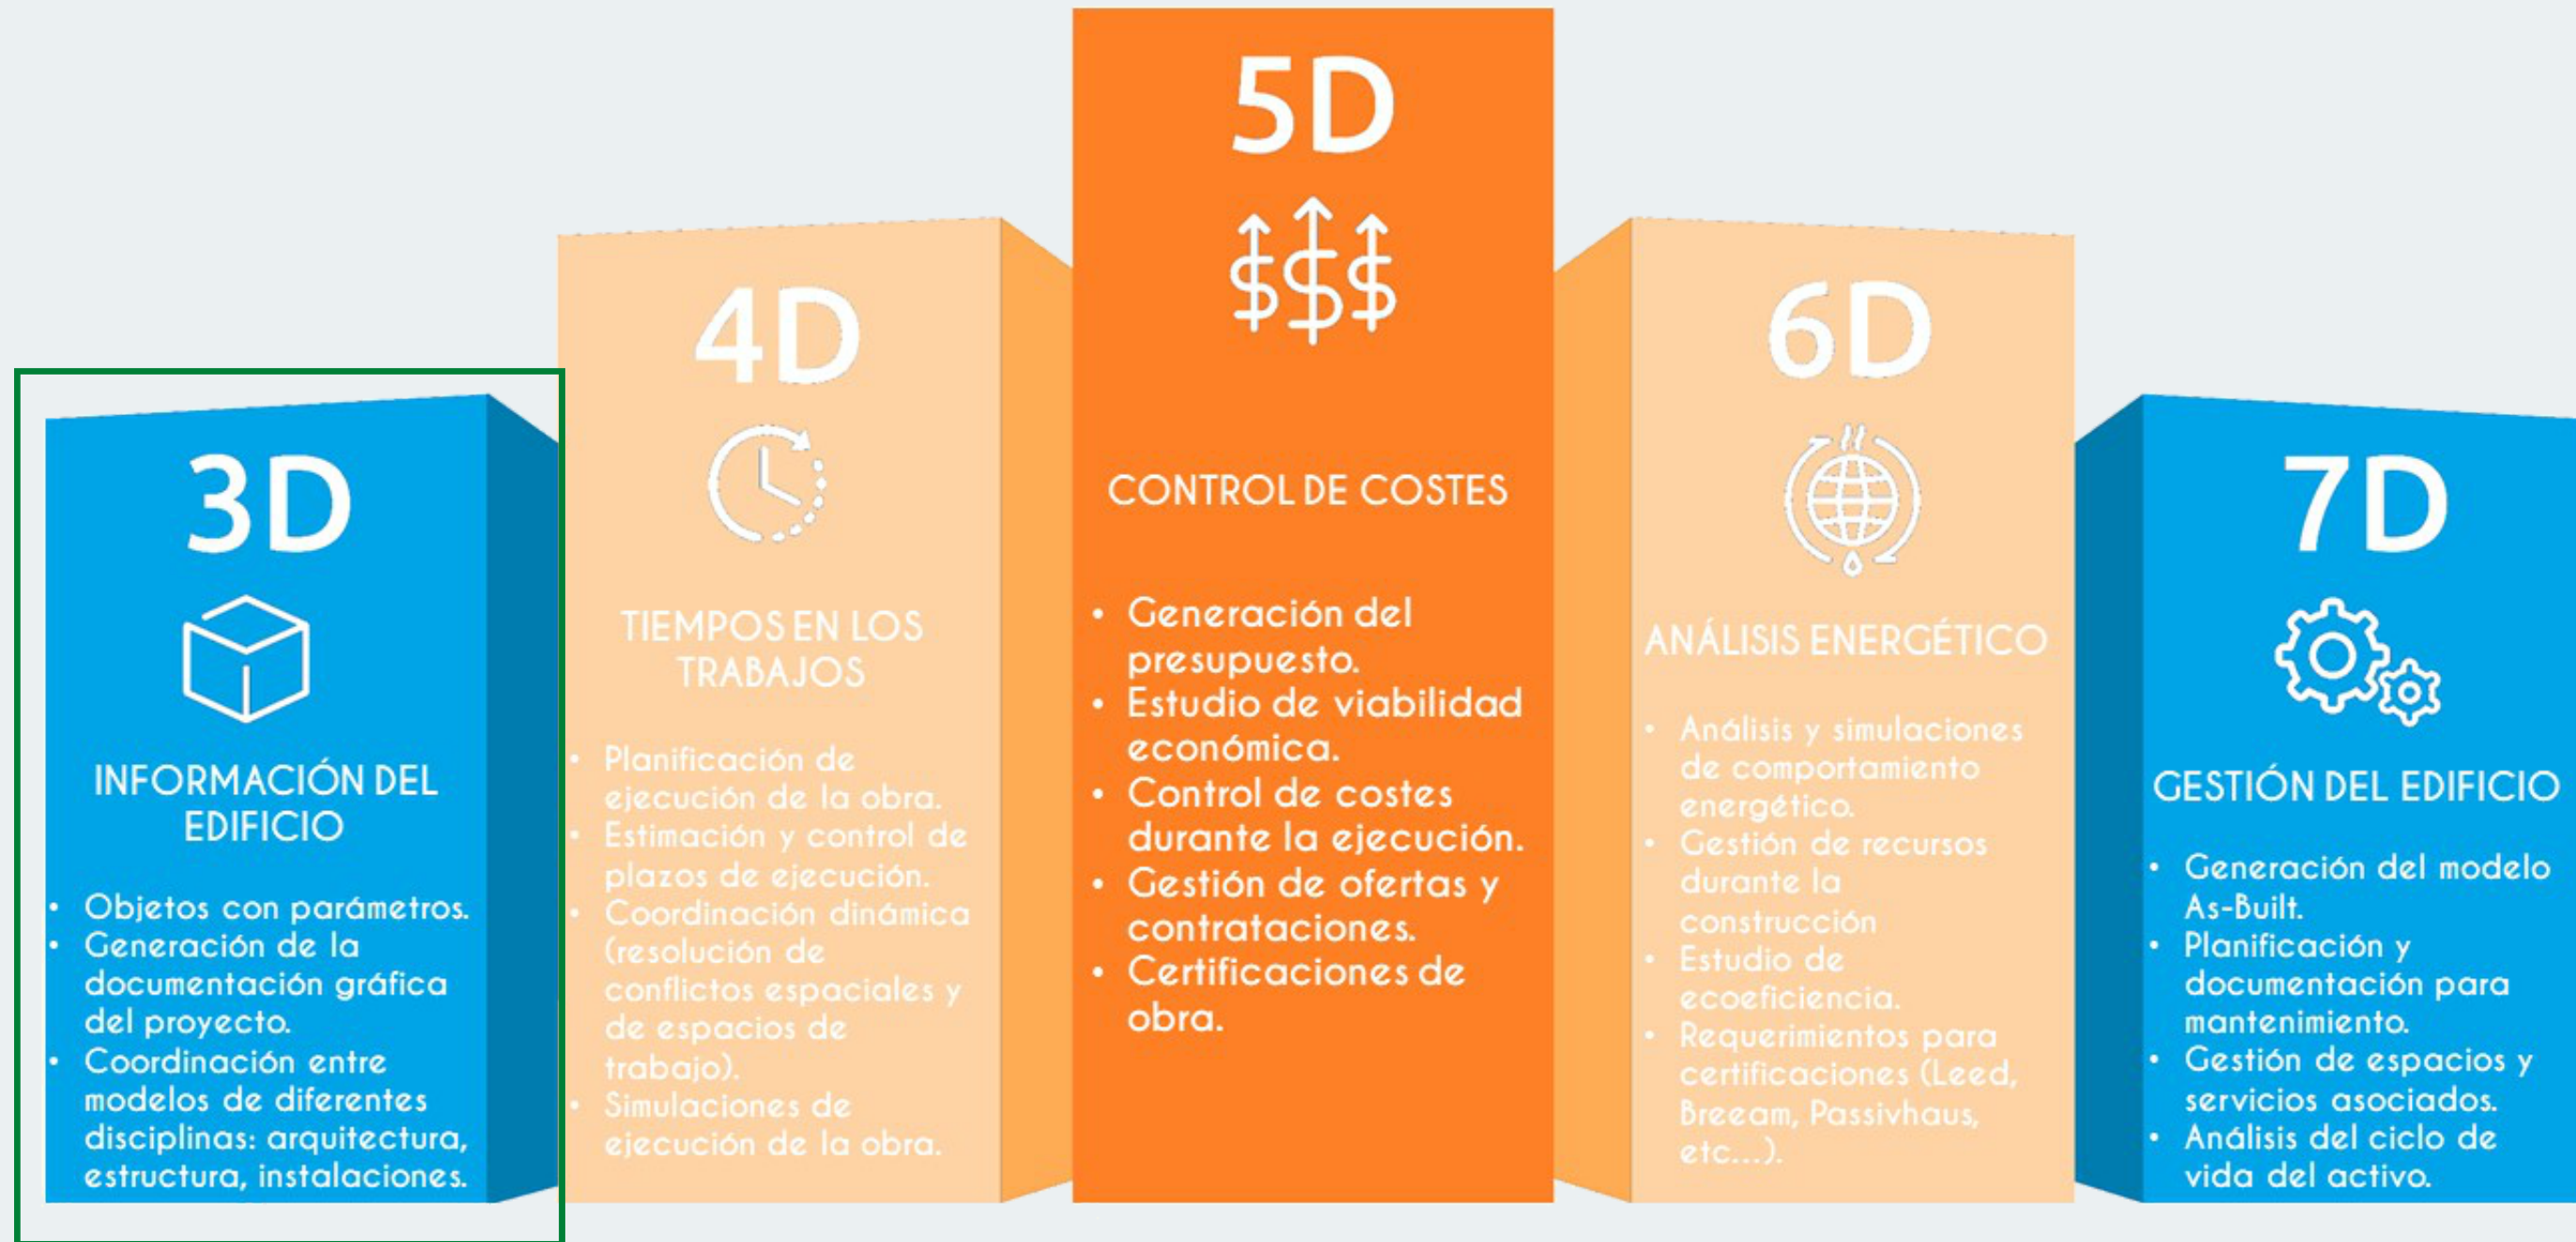 3D
INFORMACIÓN DEL
EDIFICIO
• Objetos con parámetros.
• Generación de la
documentación gráfica
del proyecto.
• Coordinación entre
modelos de diferentes
disciplinas: arquitectura,
estructura, instalaciones.
4D
TIEMPOS EN LOS
TRABAJOS
• Planificación de
ejecución de la obra.
• Estimación y control de
plazos de ejecución.
• Coordinación dinámica
(resolución de
conflictos espaciales y
de espacios de
trabajo).
• Simulaciones de
ejecución de la obra.
5D
$$$
CONTROL DE COSTES
• Generación del
presupuesto.
• Estudio de viabilidad
económica.
• Control de costes
durante la ejecución.
• Gestión de ofertas y
contrataciones.
• Certificaciones de
obra.
6D
ANÁLISIS ENERGÉTICO
• Análisis y simulaciones
de comportamiento
energético.
• Gestión de recursos
durante la
construcción
• Estudio de
ecoeficiencia.
• Requerimientos para
certificaciones (Leed,
Breeam, Passivhaus,
etc...).
7D
GESTIÓN DEL EDIFICIO
• Generación del modelo
As-Built.
• Planificación y
documentación para
mantenimiento.
• Gestión de espacios y
servicios asociados.
• Análisis del ciclo de
vida del activo.